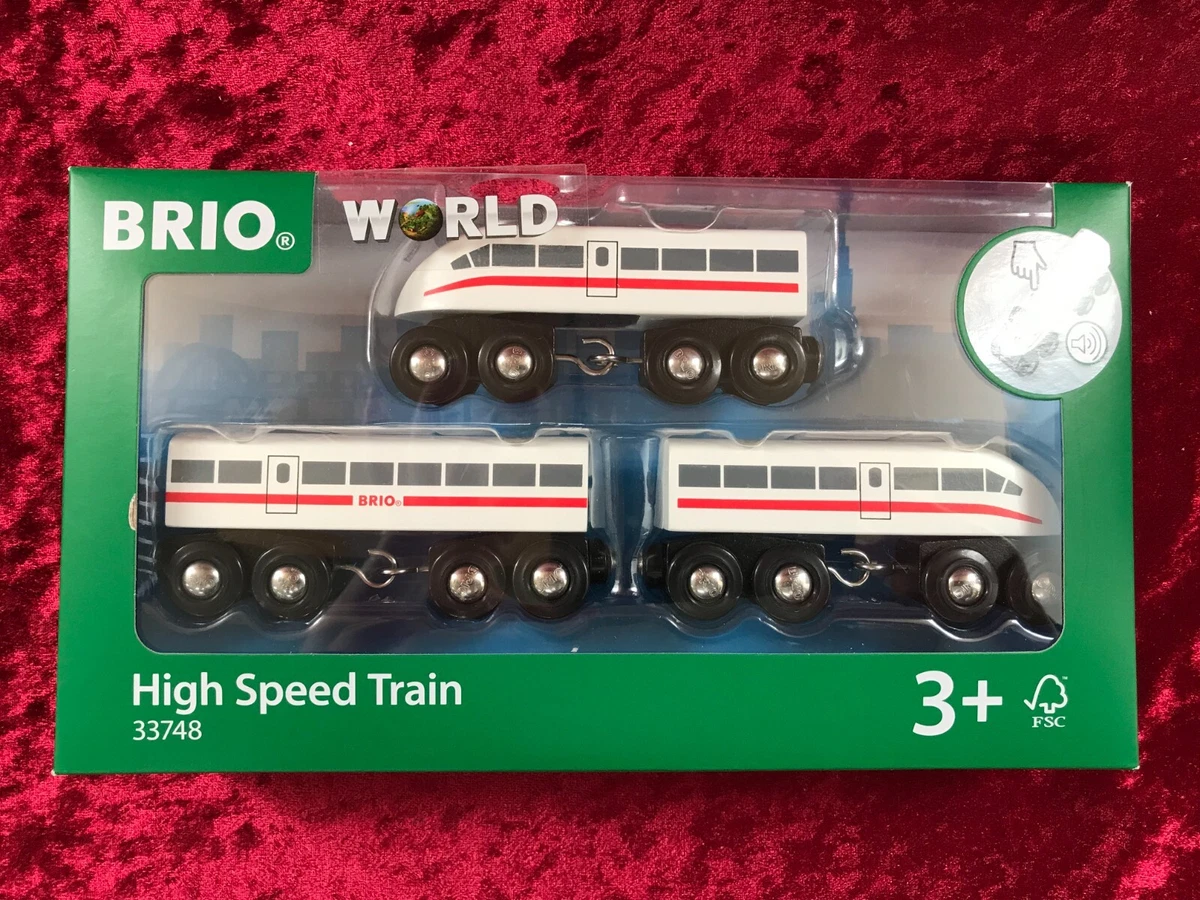 BRIO®
WORLD
BRIO®
High Speed Train
33748
3+
FSC